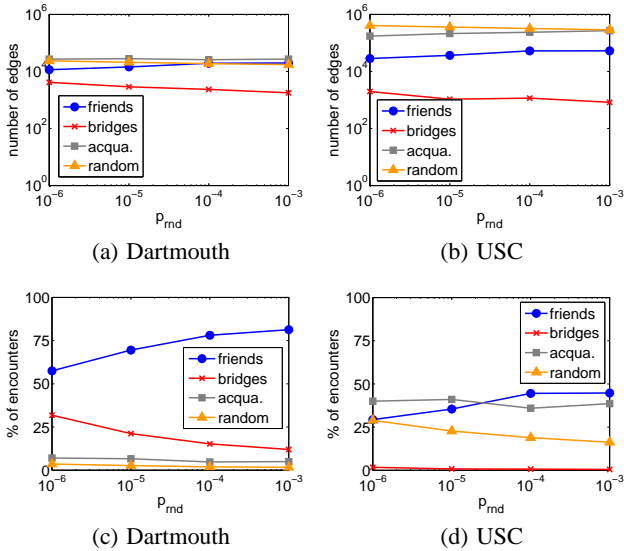 number of edges
10^6
10^4
10^2
10^0
friends
bridges
acqua.
random
10^-6
10^-5
10^-4
10^-3
p_rnd
(a) Dartmouth
number of edges
10^6
10^4
10^2
10^0
friends
bridges
acqua.
random
10^-6
10^-5
10^-4
10^-3
p_rnd
(b) USC
% of encounters
100
75
50
25
0
friends
bridges
acqua.
random
10^-6
10^-5
10^-4
10^-3
p_rnd
(c) Dartmouth
% of encounters
100
75
50
25
0
friends
bridges
acqua.
random
10^-6
10^-5
10^-4
10^-3
p_rnd
(d) USC